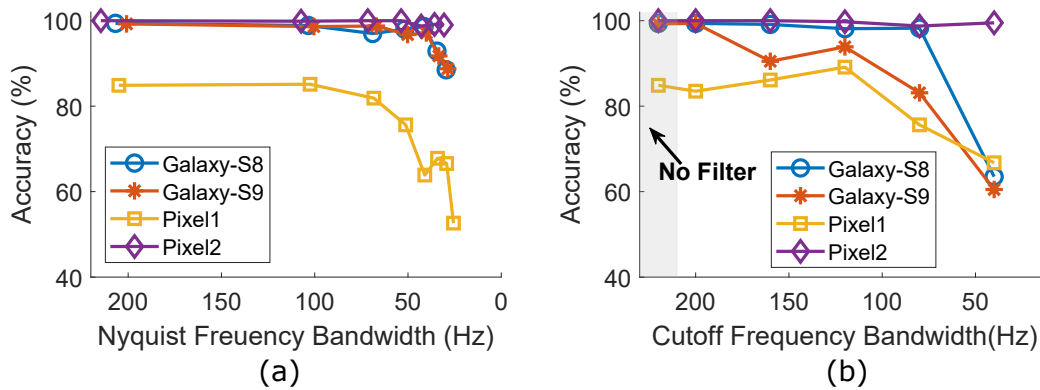 Accuracy (%)
100
80
60
40
200
150
100
50
0
Galaxy-S8
Galaxy-S9
Pixel1
Pixel2
Nyquist Freuency Bandwidth (Hz)
(a)
Accuracy (%)
100
80
60
40
200
150
100
50
No Filter
Galaxy-S8
Galaxy-S9
Pixel1
Pixel2
Cutoff Frequency Bandwidth(Hz)
(b)